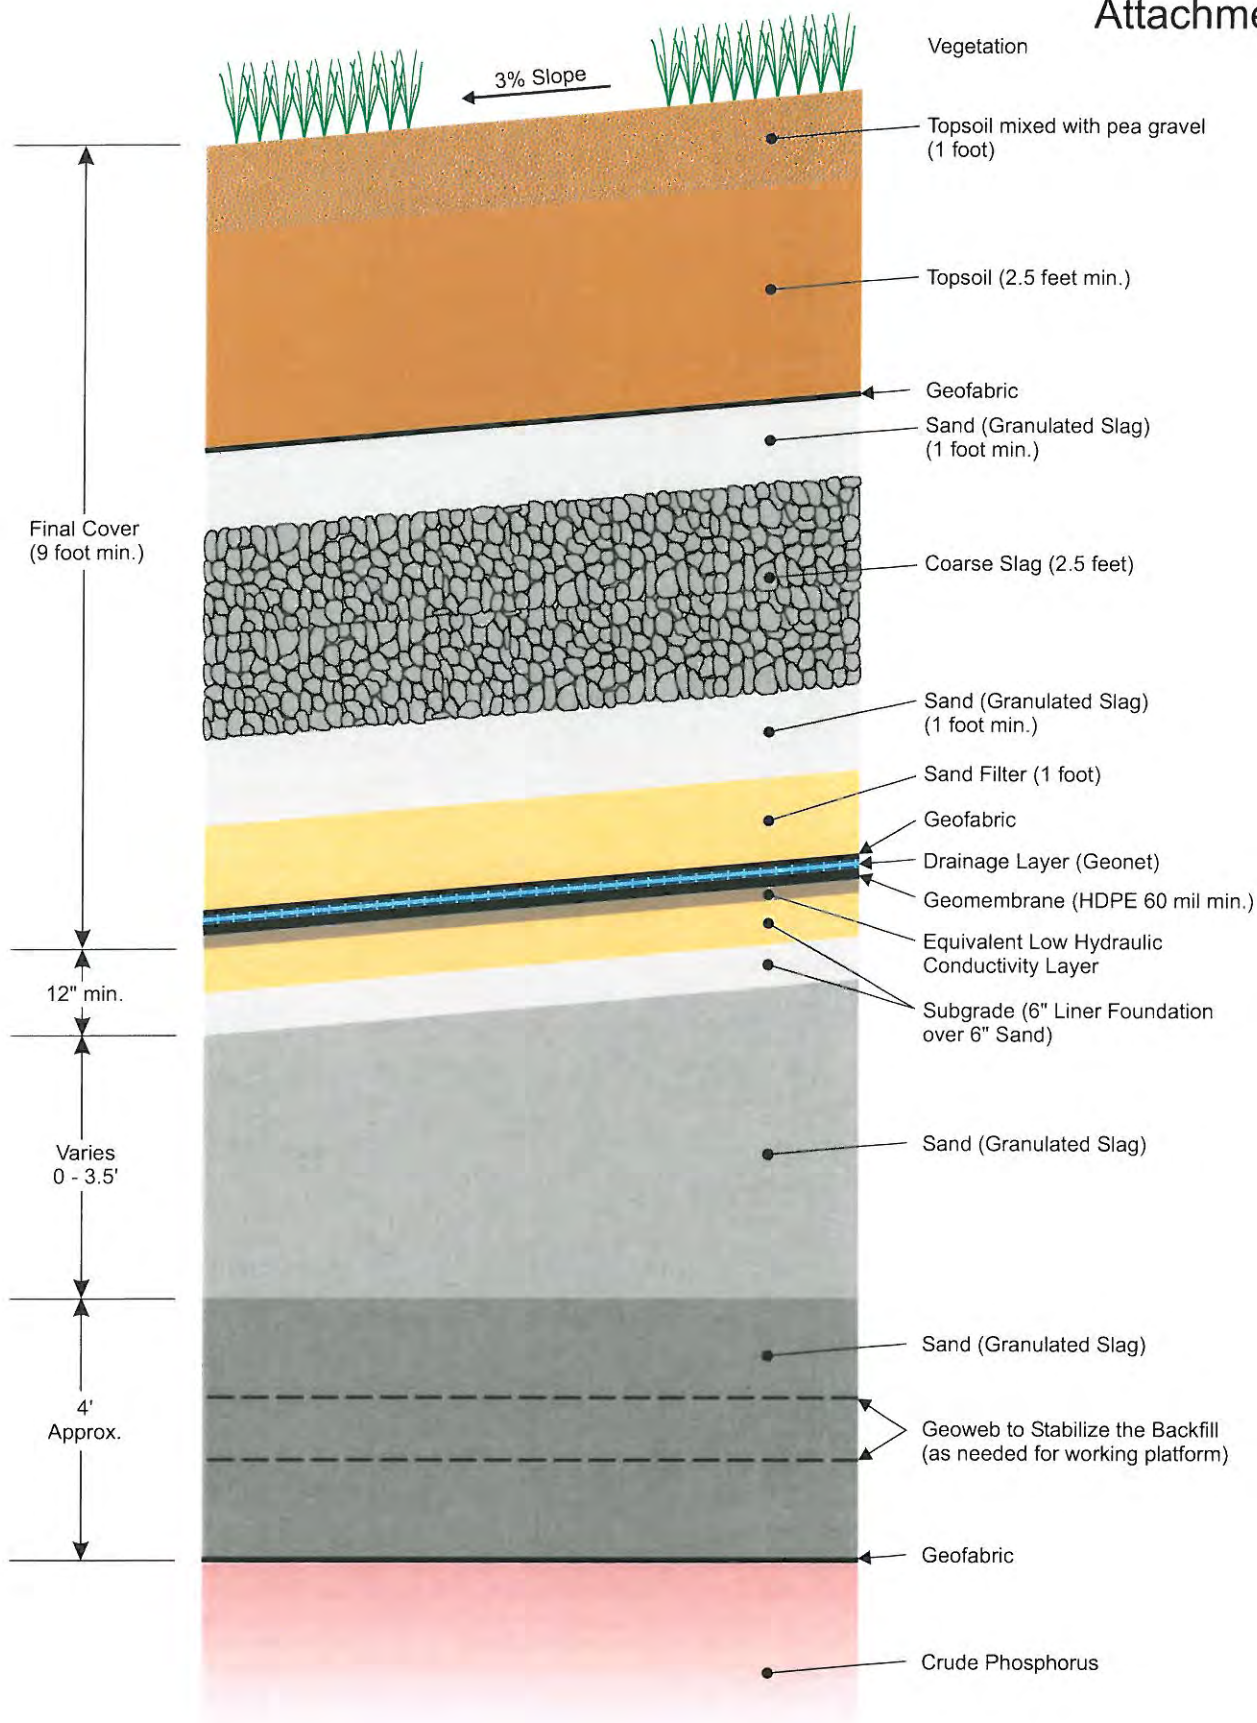 Attachme
Vegetation
3% Slope
Topsoil mixed with pea gravel
(1 foot)
Topsoil (2.5 feet min.)
Geofabric
Sand (Granulated Slag)
(1 foot min.)
Final Cover
(9 foot min.)
Coarse Slag (2.5 feet)
Sand (Granulated Slag)
(1 foot min.)
Sand Filter (1 foot)
Geofabric
Drainage Layer (Geonet)
Geomembrane (HDPE 60 mil min.)
Equivalent Low Hydraulic
Conductivity Layer
12" min.
Subgrade (6" Liner Foundation
over 6" Sand)
Varies
0 - 3.5'
Sand (Granulated Slag)
Sand (Granulated Slag)
4'
Approx.
Geoweb to Stabilize the Backfill
(as needed for working platform)
Geofabric
Crude Phosphorus